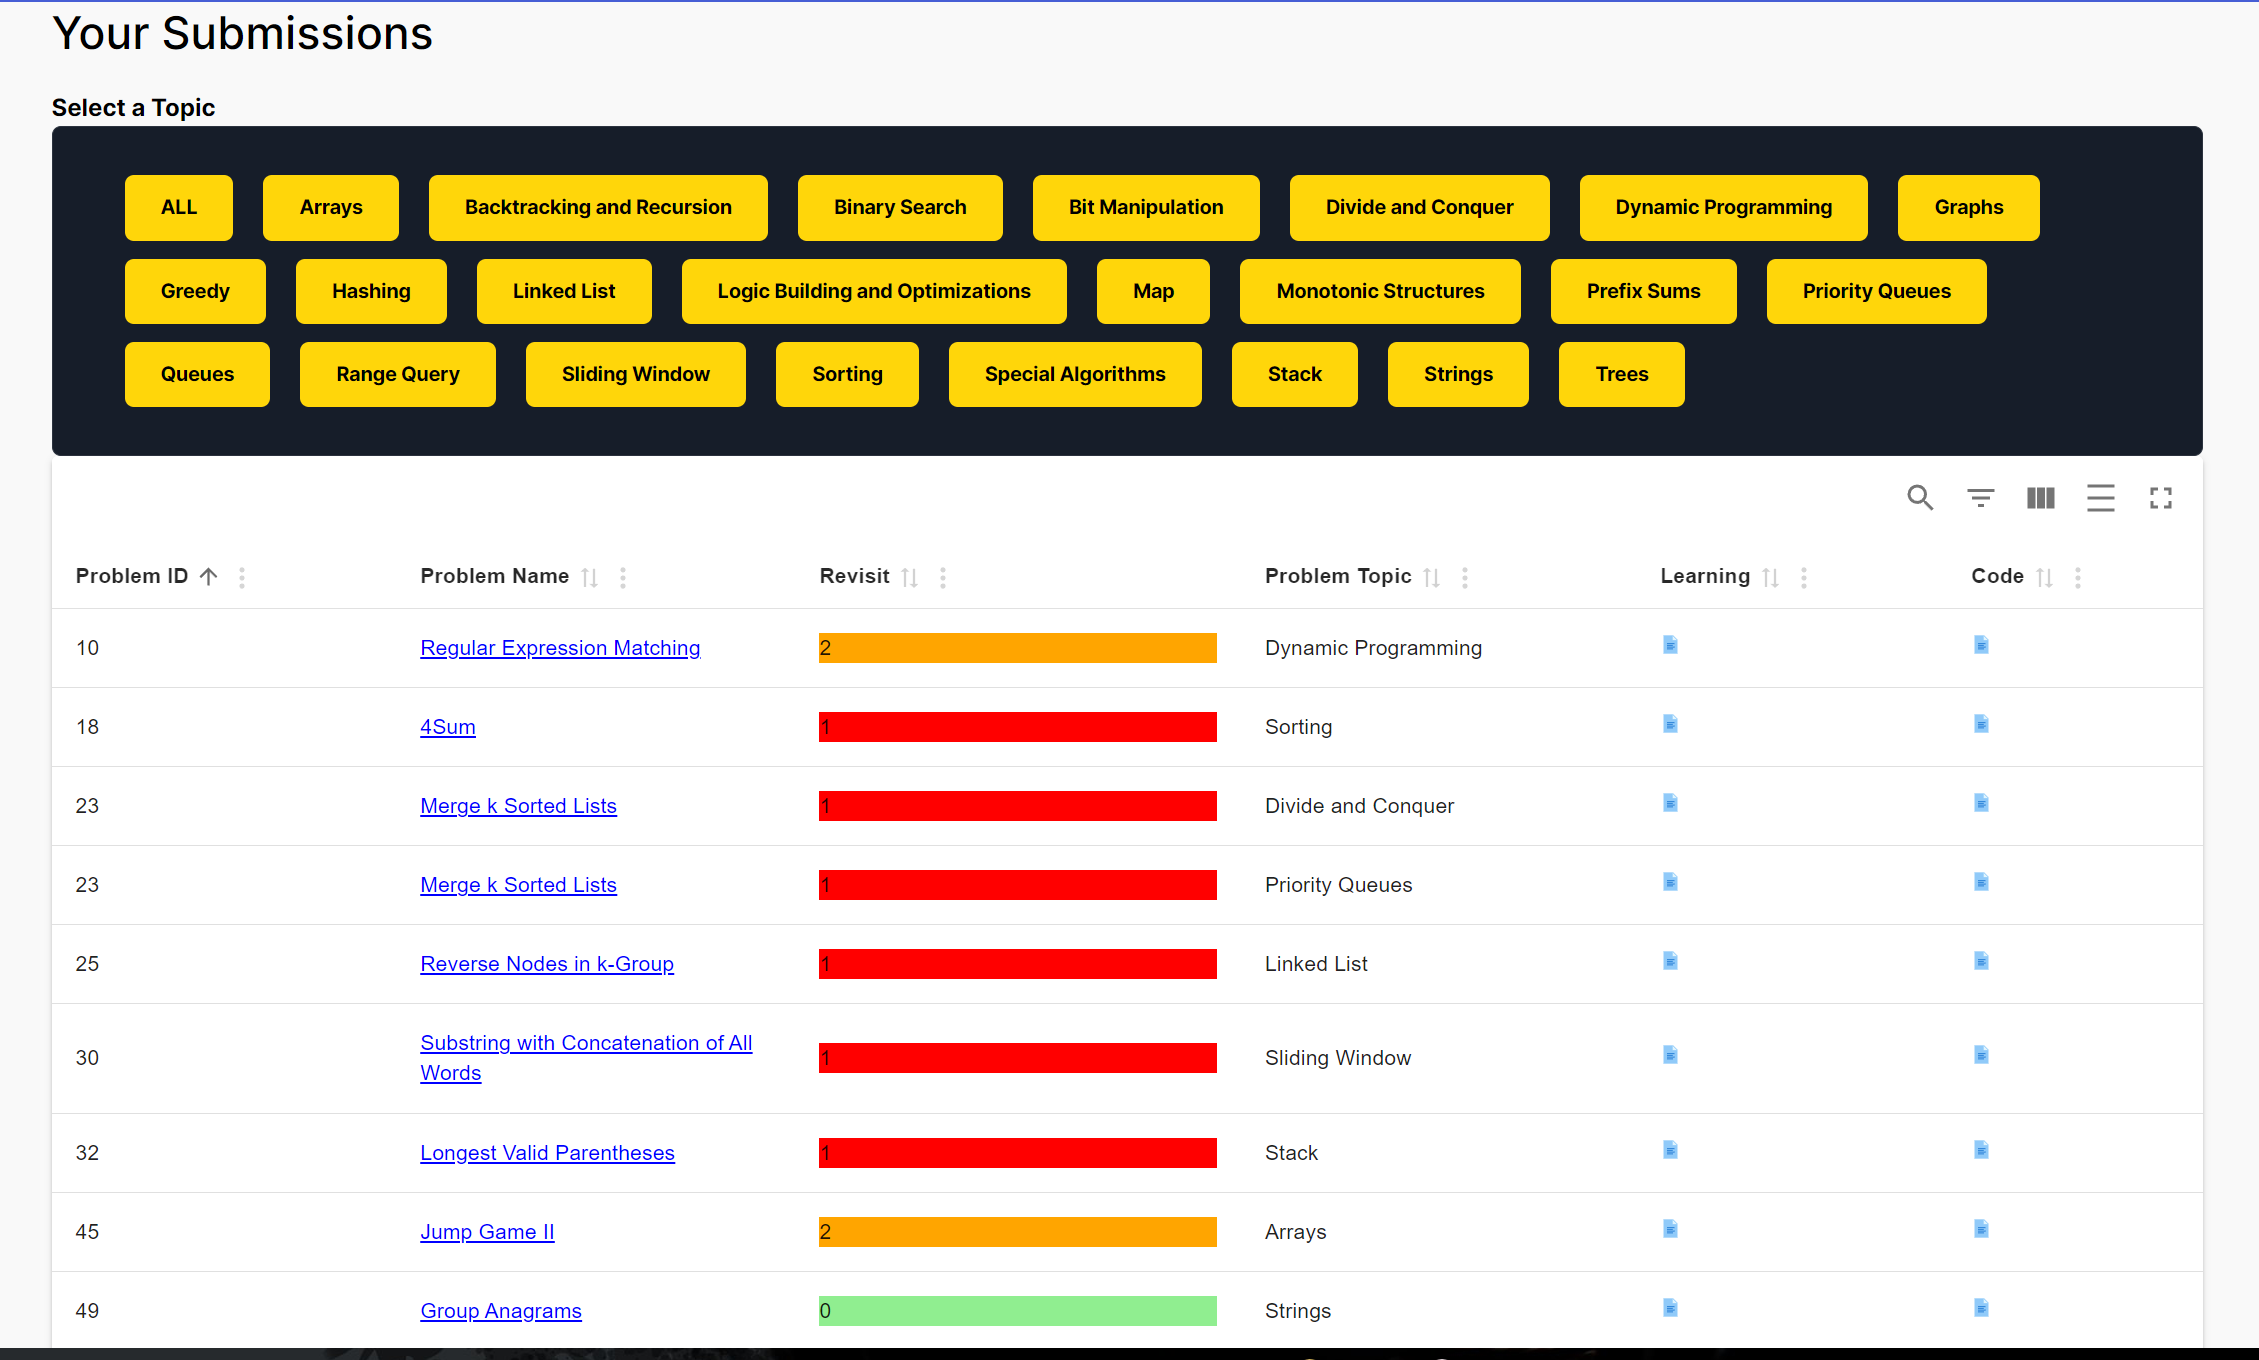 Your Submissions
Select a Topic
ALL Arrays Backtracking and Recursion Binary Search Bit Manipulation Divide and Conquer Dynamic Programming Graphs
Greedy Hashing Linked List Logic Building and Optimizations Map Monotonic Structures Prefix Sums Priority Queues
Queues Range Query Sliding Window Sorting Special Algorithms Stack Strings Trees
Problem ID Problem Name Revisit Problem Topic Learning Code
10 Regular Expression Matching 2 Dynamic Programming
18 4Sum 1 Sorting
23 Merge k Sorted Lists 1 Divide and Conquer
23 Merge k Sorted Lists 1 Priority Queues
25 Reverse Nodes in k-Group 1 Linked List
30 Substring with Concatenation of All
Words 1 Sliding Window
32 Longest Valid Parentheses 1 Stack
45 Jump Game II 2 Arrays
49 Group Anagrams 0 Strings